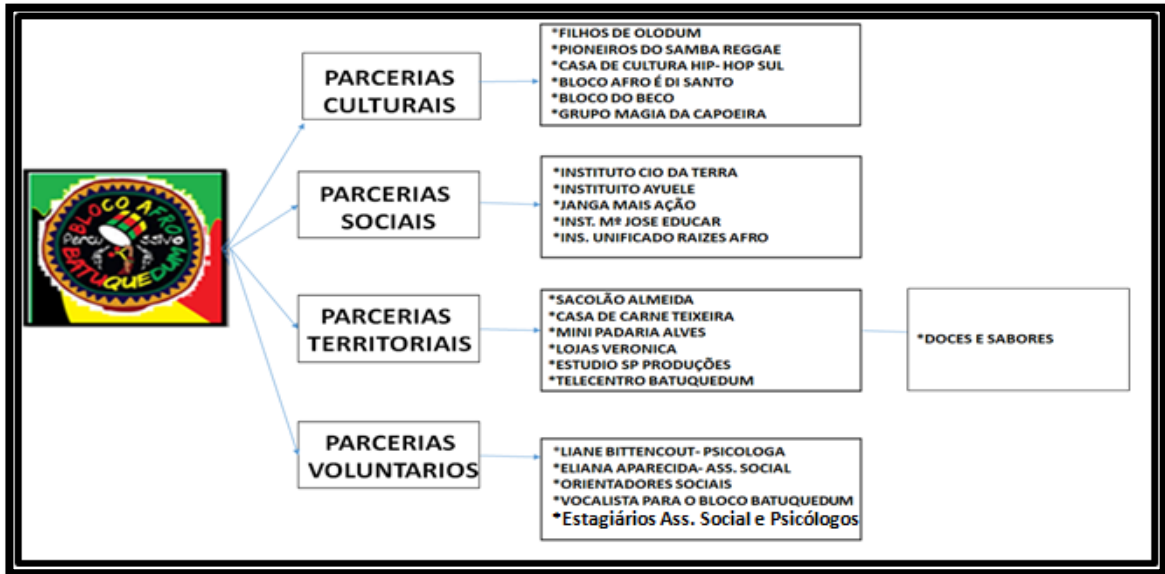 BLOCO AFRO
Percussivo
BATUQUEDUM
PARCERIAS
CULTURAIS
*FILHOS DE OLODUM
*PIONEIROS DO SAMBA REGGAE
*CASA DE CULTURA HIP- HOP SUL
*BLOCO AFRO É DI SANTO
*BLOCO DO BECO
*GRUPO MAGIA DA CAPOEIRA
PARCERIAS
SOCIAIS
*INSTITUTO CIO DA TERRA
*INSTITUITO AYUELE
*JANGA MAIS AÇÃO
*INST. Mª JOSE EDUCAR
*INS. UNIFICADO RAIZES AFRO
PARCERIAS
TERRITORIAIS
*SACOLÃO ALMEIDA
*CASA DE CARNE TEIXEIRA
*MINI PADARIA ALVES
*LOJAS VERONICA
*ESTUDIO SP PRODUÇÕES
*TELECENTRO BATUQUEDUM
*DOCES E SABORES
PARCERIAS
VOLUNTARIOS
*LIANE BITTENCOUT- PSICOLOGA
*ELIANA APARECIDA- ASS. SOCIAL
*ORIENTADORES SOCIAIS
*VOCALISTA PARA O BLOCO BATUQUEDUM
*Estagiários Ass. Social e Psicólogos